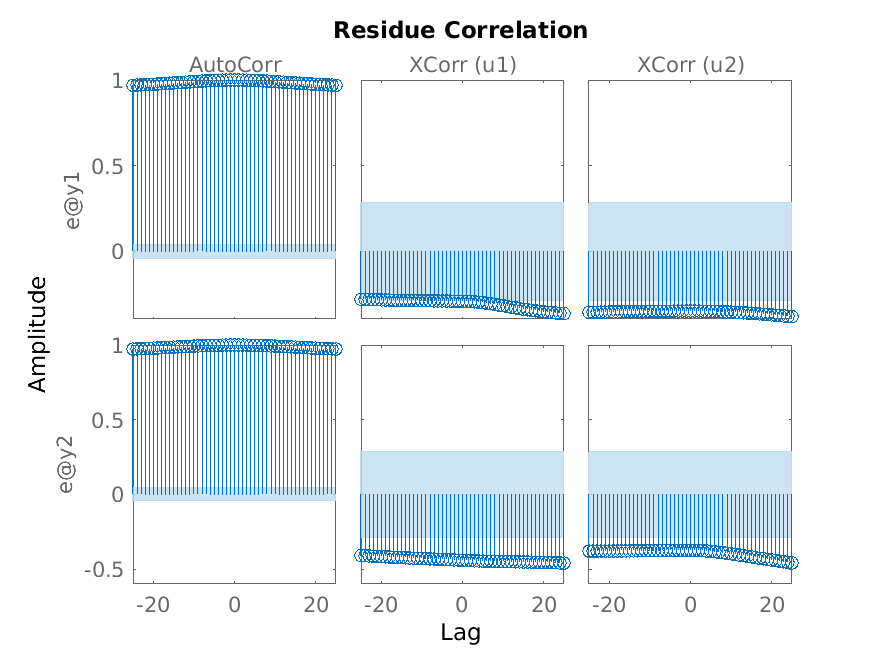 Residue Correlation
AutoCorr
XCorr (u1)
XCorr (u2)
1
0.5
0
e@y1
Amplitude
1
0.5
0
-0.5
e@y2
-20 0 20
-20 0 20
-20 0 20
Lag